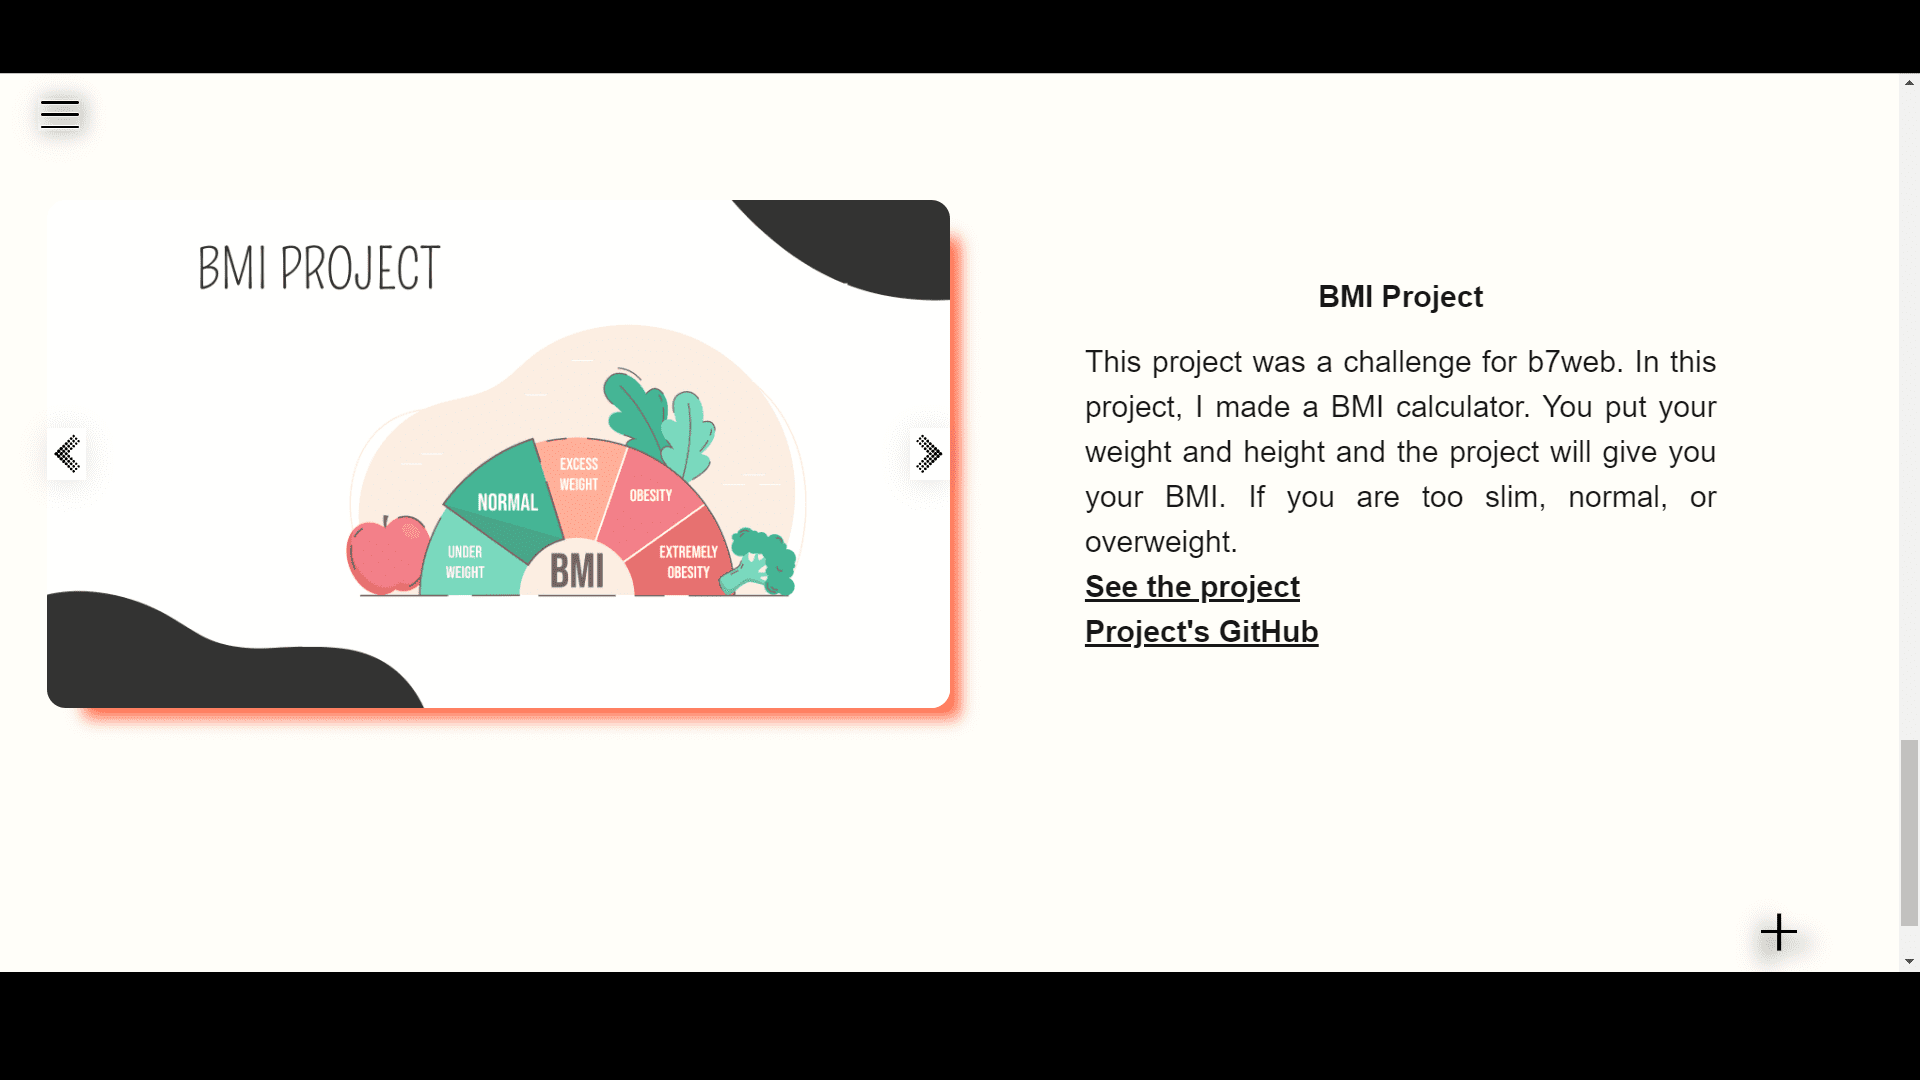 BMI PROJECT
EXCESS
WEIGHT
NORMAL
OBESITY
UNDER
WEIGHT
BMI
EXTREMELY
OBESITY
BMI Project
This project was a challenge for b7web. In this
project, I made a BMI calculator. You put your
weight and height and the project will give you
your BMI. If you are too slim, normal, or
overweight.
See the project
Project's GitHub